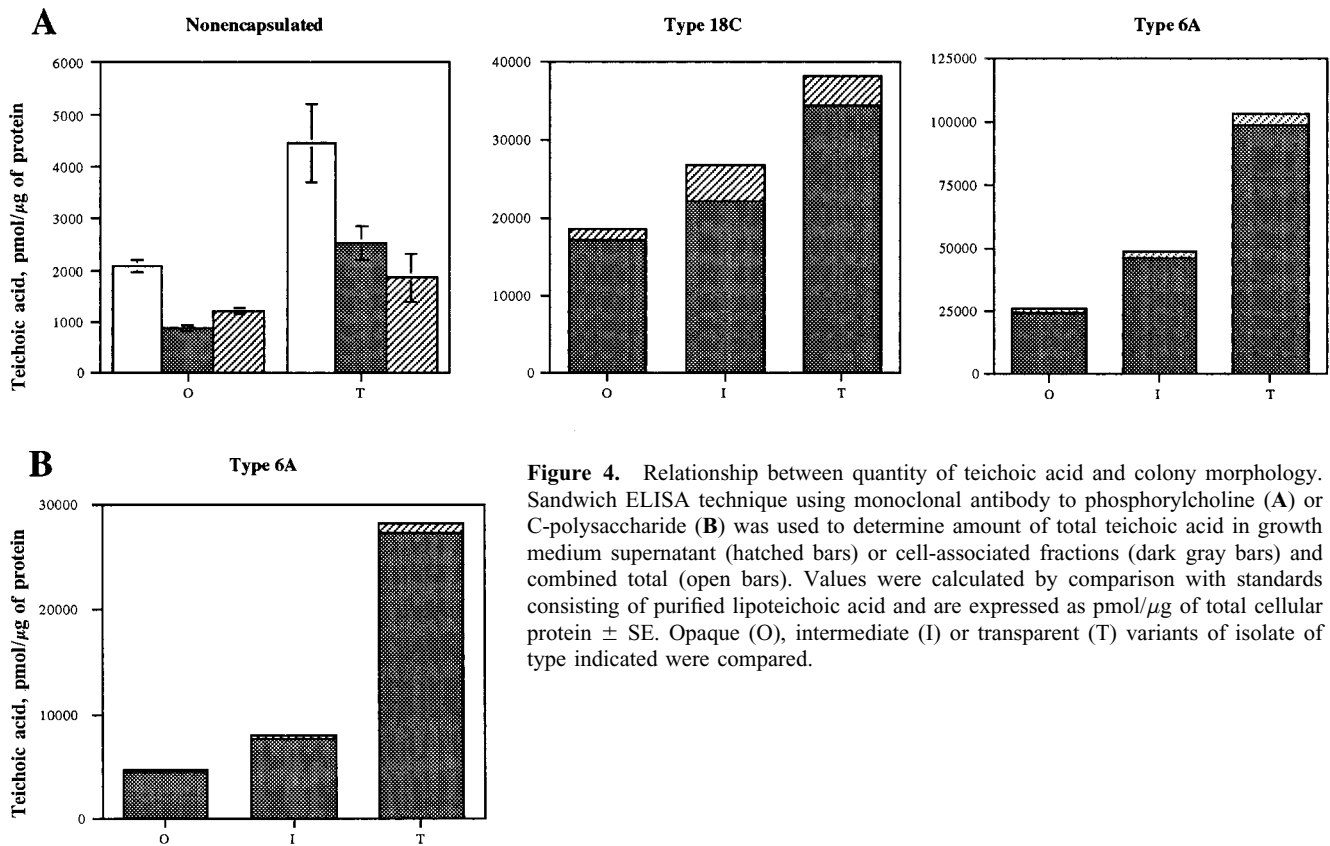 A
Nonencapsulated
Type 18C
Type 6A
Teichoic acid, pmol/µg of protein
6000
5000
4000
3000
2000
1000
0
O
T
40000
30000
20000
10000
0
O
I
T
125000
100000
75000
50000
25000
0
O
I
T
B
Type 6A
Teichoic acid, pmol/µg of protein
30000
20000
10000
0
O
I
T
Figure 4. Relationship between quantity of teichoic acid and colony morphology.
Sandwich ELISA technique using monoclonal antibody to phosphorylcholine (A) or
C-polysaccharide (B) was used to determine amount of total teichoic acid in growth
medium supernatant (hatched bars) or cell-associated fractions (dark gray bars) and
combined total (open bars). Values were calculated by comparison with standards
consisting of purified lipoteichoic acid and are expressed as pmol/µg of total cellular
protein ± SE. Opaque (O), intermediate (I) or transparent (T) variants of isolate of
type indicated were compared.